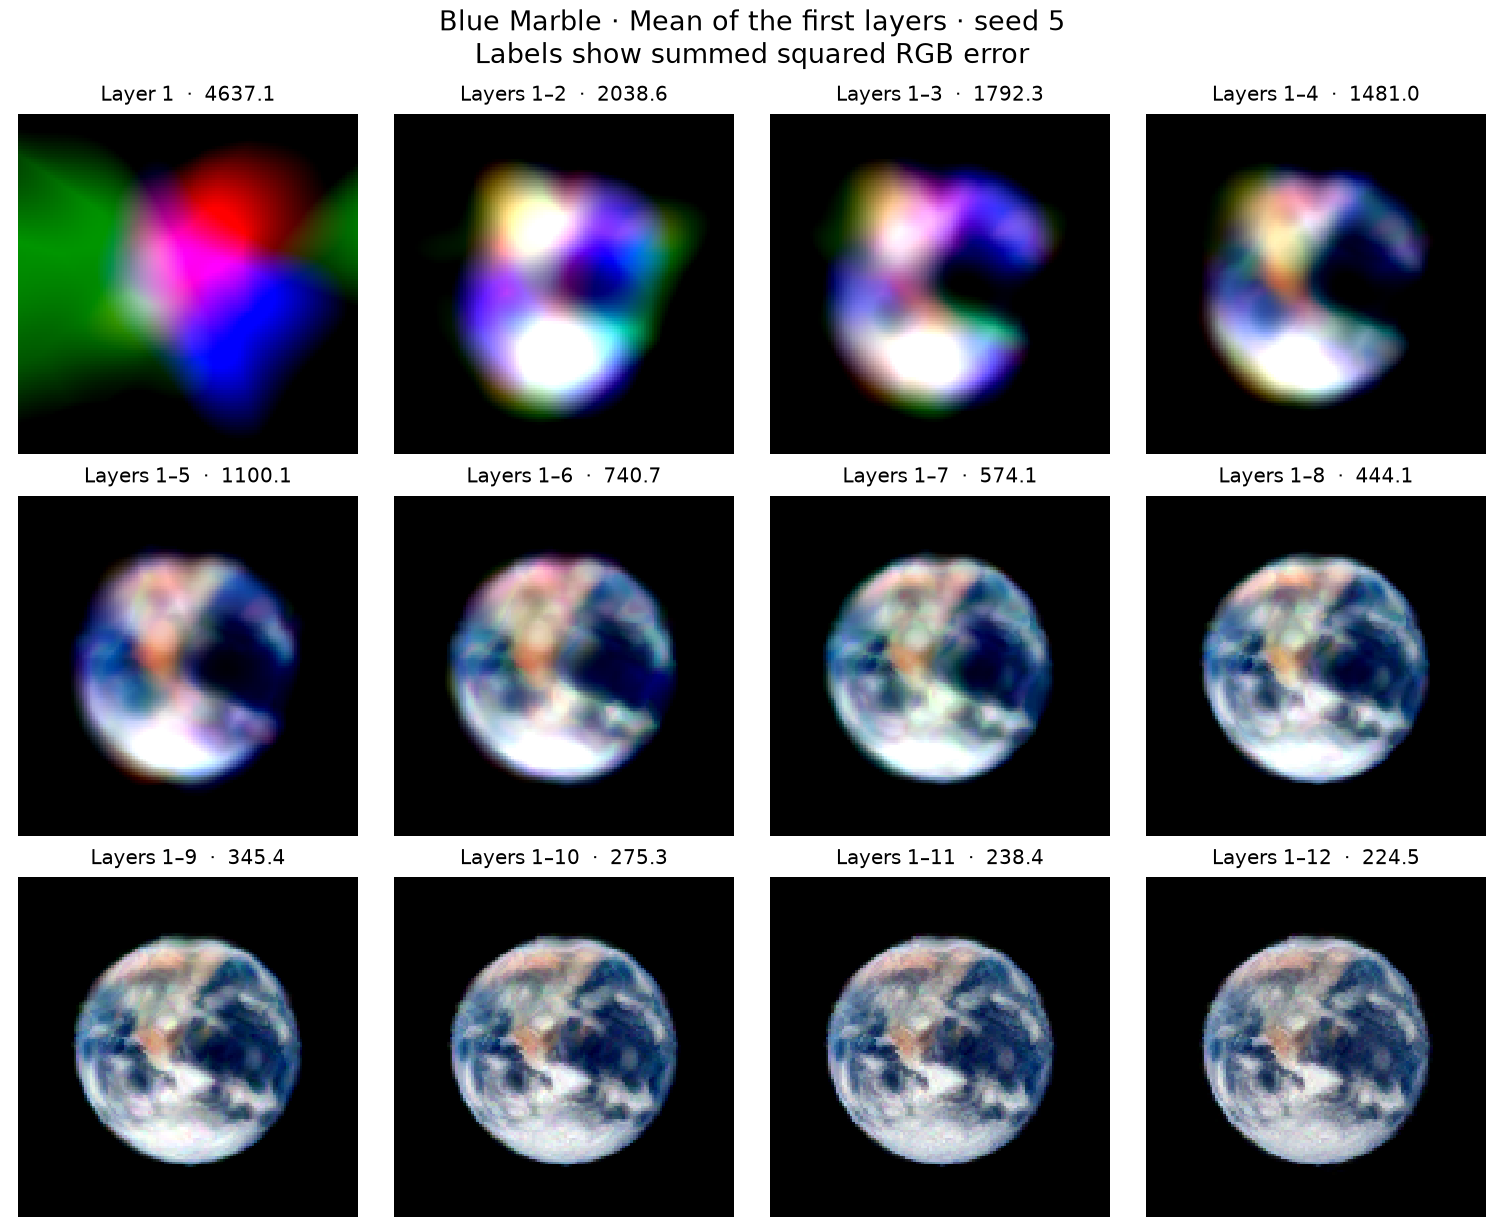 Blue Marble · Mean of the first layers · seed 5
Labels show summed squared RGB error
Layer 1 · 4637.1
Layers 1–2 · 2038.6
Layers 1–3 · 1792.3
Layers 1–4 · 1481.0
Layers 1–5 · 1100.1
Layers 1–6 · 740.7
Layers 1–7 · 574.1
Layers 1–8 · 444.1
Layers 1–9 · 345.4
Layers 1–10 · 275.3
Layers 1–11 · 238.4
Layers 1–12 · 224.5